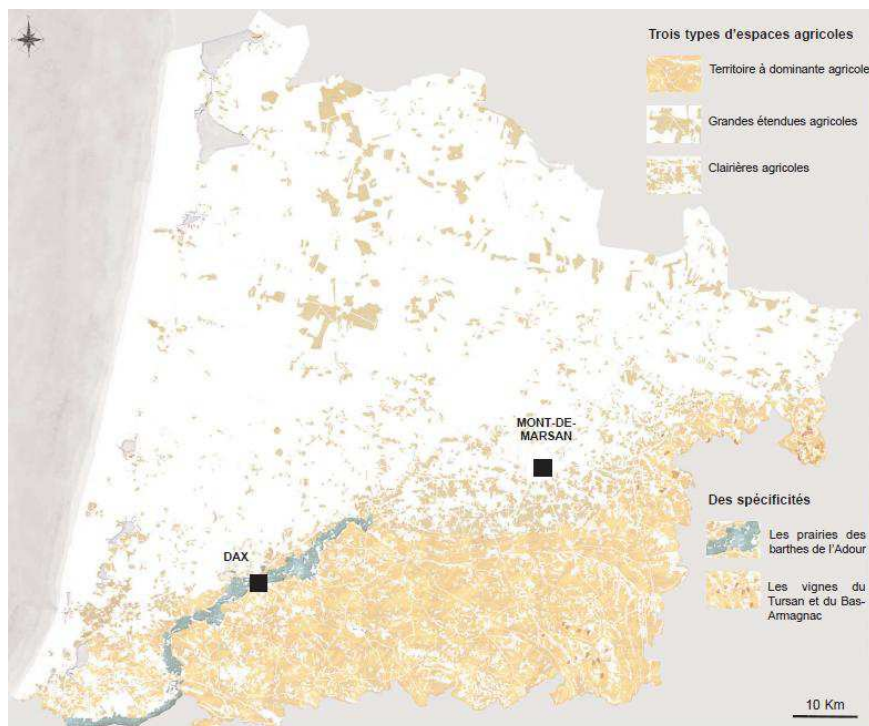 Trois types d'espaces agricoles
Territoire à dominante agricole
Grandes étendues agricoles
Clairières agricoles
MONT-DE-
MARSAN
DAX
Des spécificités
Les prairies des
barthes de l'Adour
Les vignes du
Tursan et du Bas-
Armagnac
10 Km